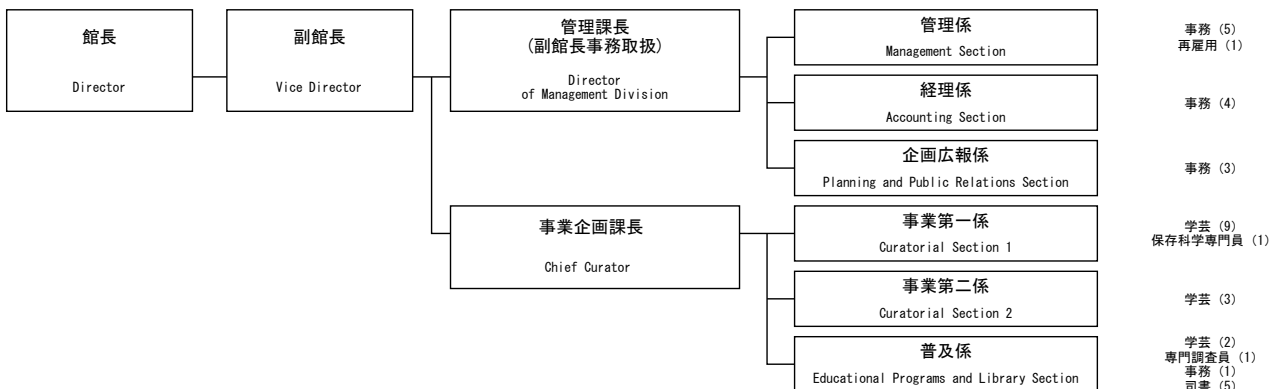 館長
Director
副館長
Vice Director
管理課長
(副館長事務取扱)
Director
of Management Division
管理係
Management Section
事務 (5)
再雇用 (1)
経理係
Accounting Section
事務 (4)
企画広報係
Planning and Public Relations Section
事務 (3)
事業企画課長
Chief Curator
事業第一係
Curatorial Section 1
学芸 (9)
保存科学専門員 (1)
事業第二係
Curatorial Section 2
学芸 (3)
普及係
Educational Programs and Library Section
学芸 (2)
専門調査員 (1)
事務 (1)
司書 (5)